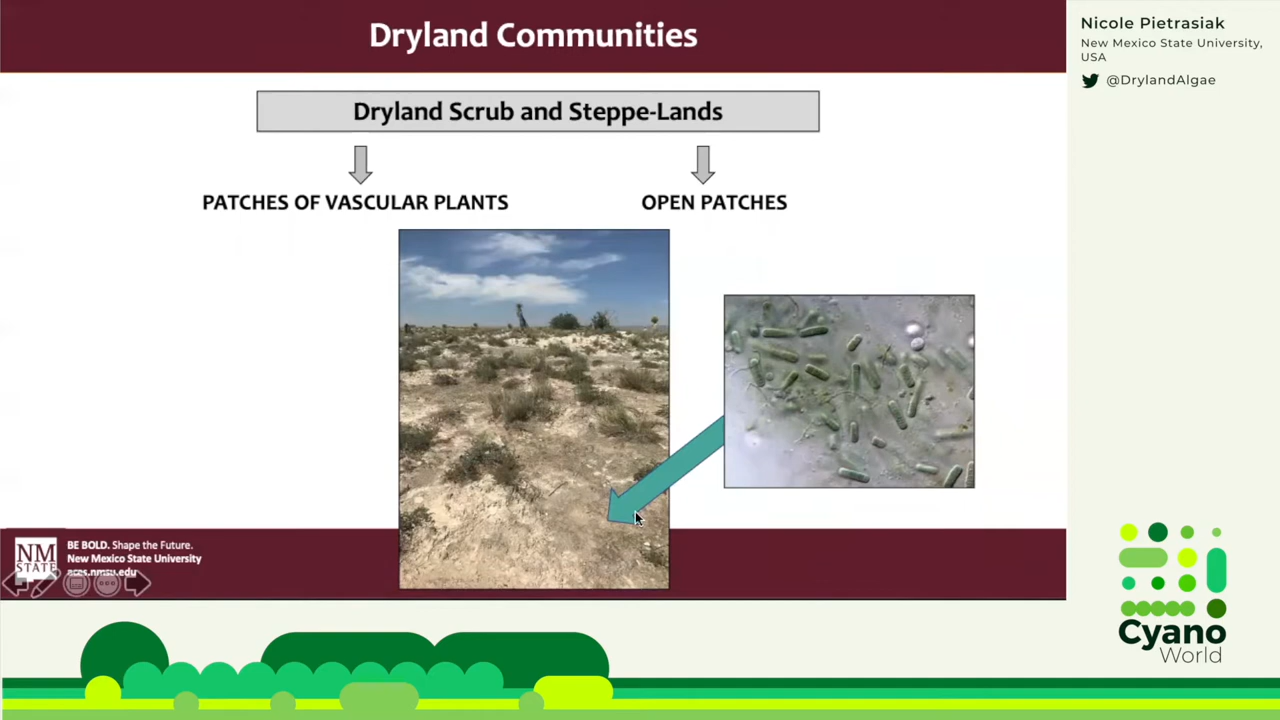 Dryland Communities
Nicole Pietrasiak
New Mexico State University,
USA
@DrylandAlgae
Dryland Scrub and Steppe-Lands
PATCHES OF VASCULAR PLANTS
OPEN PATCHES
NM
STATE
BE BOLD. Shape the Future.
New Mexico State University
aces.nmsu.edu
Cyano
World